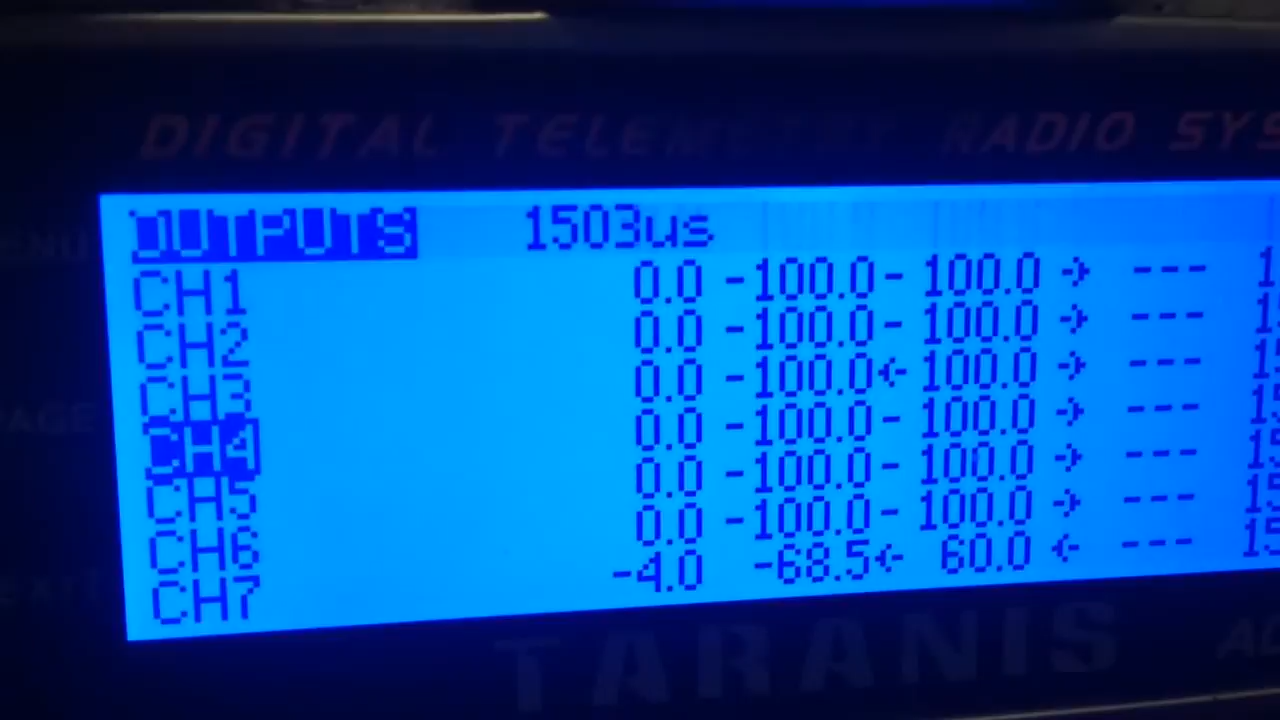 DIGITAL TELEMETRY RADIO SYS
OUTPUTS 1503us
CH1 0.0 -100.0- 100.0 → ---
CH2 0.0 -100.0- 100.0 → ---
CH3 0.0 -100.0← 100.0 → ---
CH4 0.0 -100.0- 100.0 → ---
CH5 0.0 -100.0- 100.0 → ---
CH6 0.0 -100.0- 100.0 → ---
CH7 -4.0 -68.5← 60.0 ← ---
TARANIS